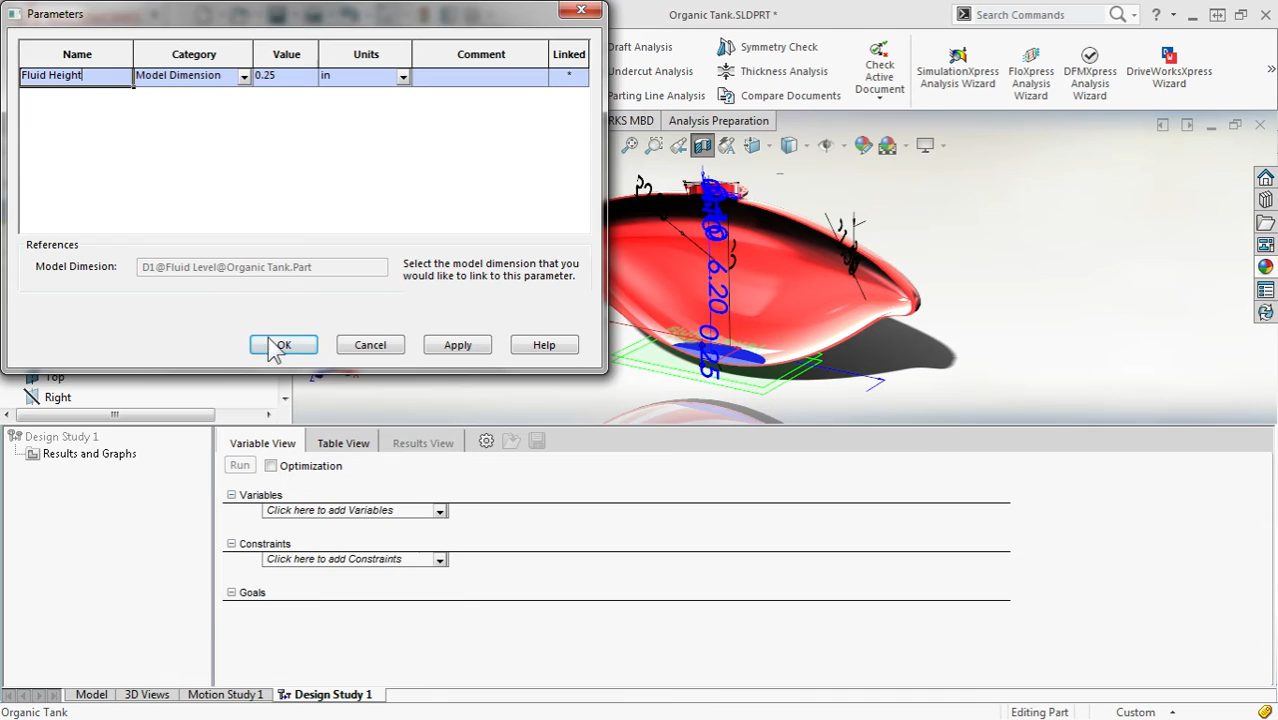 Parameters
Name Category Value Units Comment Linked
Fluid Height Model Dimension 0.25 in *
References
Model Dimesion: D1@Fluid Level@Organic Tank.Part
Select the model dimension that you
would like to link to this parameter.
OK Cancel Apply Help
Organic Tank.SLDPRT *
Search Commands
?
Draft Analysis Symmetry Check
Undercut Analysis Thickness Analysis
Parting Line Analysis Compare Documents
Check
Active
Document
SimulationXpress
Analysis Wizard
FloXpress
Analysis
Wizard
DFMXpress
Analysis
Wizard
DriveWorksXpress
Wizard
RKS MBD Analysis Preparation
6.20
0.25
Top
Right
Design Study 1
Results and Graphs
Variable View Table View Results View
Run Optimization
Variables
Click here to add Variables
Constraints
Click here to add Constraints
Goals
Model 3D Views Motion Study 1 Design Study 1
Organic Tank Editing Part Custom